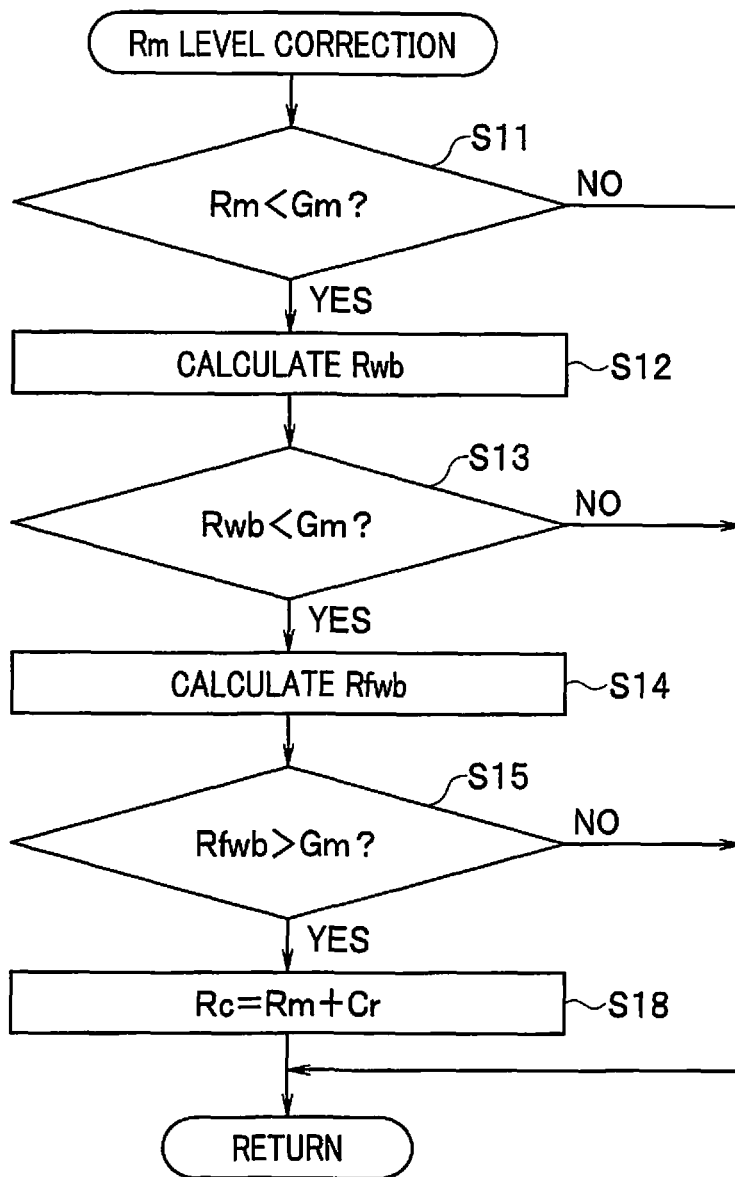 Rm LEVEL CORRECTION
S11
Rm<Gm?
NO
YES
CALCULATE Rwb
S12
S13
Rwb<Gm?
NO
YES
CALCULATE Rfwb
S14
S15
Rfwb>Gm?
NO
YES
Rc=Rm+Cr
S18
RETURN